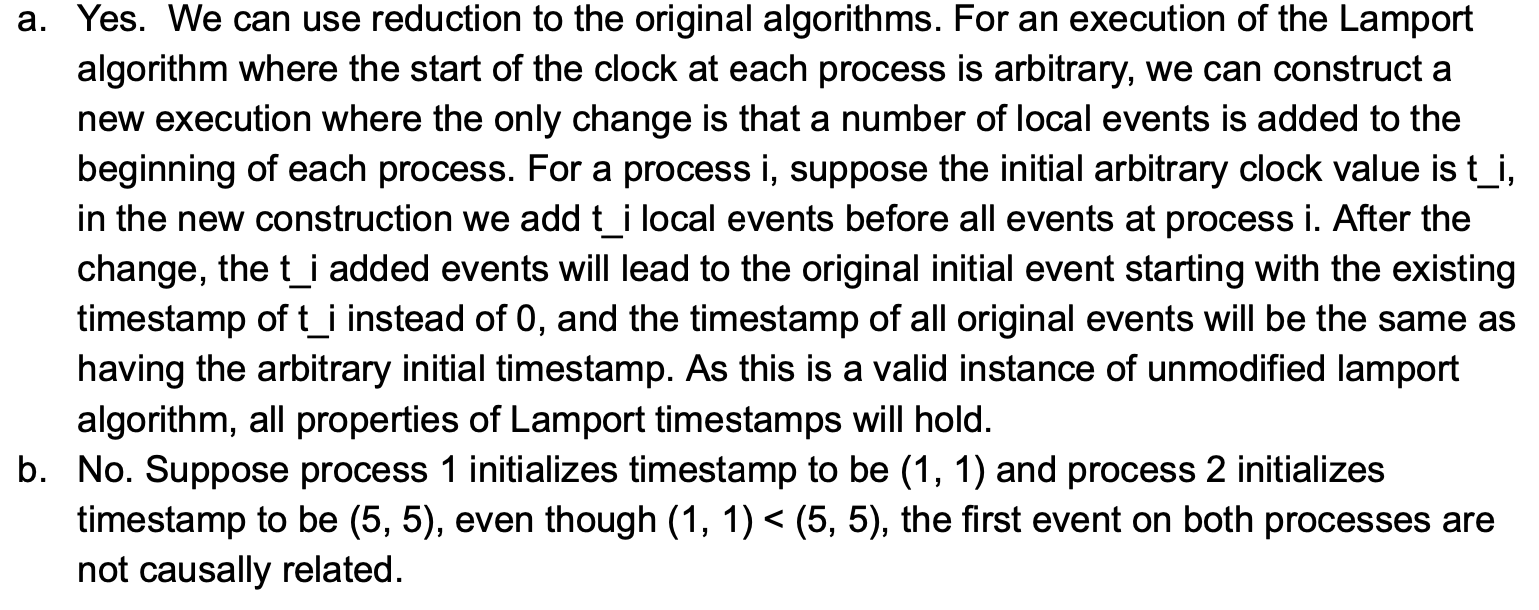 a. Yes. We can use reduction to the original algorithms. For an execution of the Lamport
algorithm where the start of the clock at each process is arbitrary, we can construct a
new execution where the only change is that a number of local events is added to the
beginning of each process. For a process i, suppose the initial arbitrary clock value is t_i,
in the new construction we add t_i local events before all events at process i. After the
change, the t_i added events will lead to the original initial event starting with the existing
timestamp of t_i instead of 0, and the timestamp of all original events will be the same as
having the arbitrary initial timestamp. As this is a valid instance of unmodified lamport
algorithm, all properties of Lamport timestamps will hold.
b. No. Suppose process 1 initializes timestamp to be (1, 1) and process 2 initializes
timestamp to be (5, 5), even though (1, 1) < (5, 5), the first event on both processes are
not causally related.